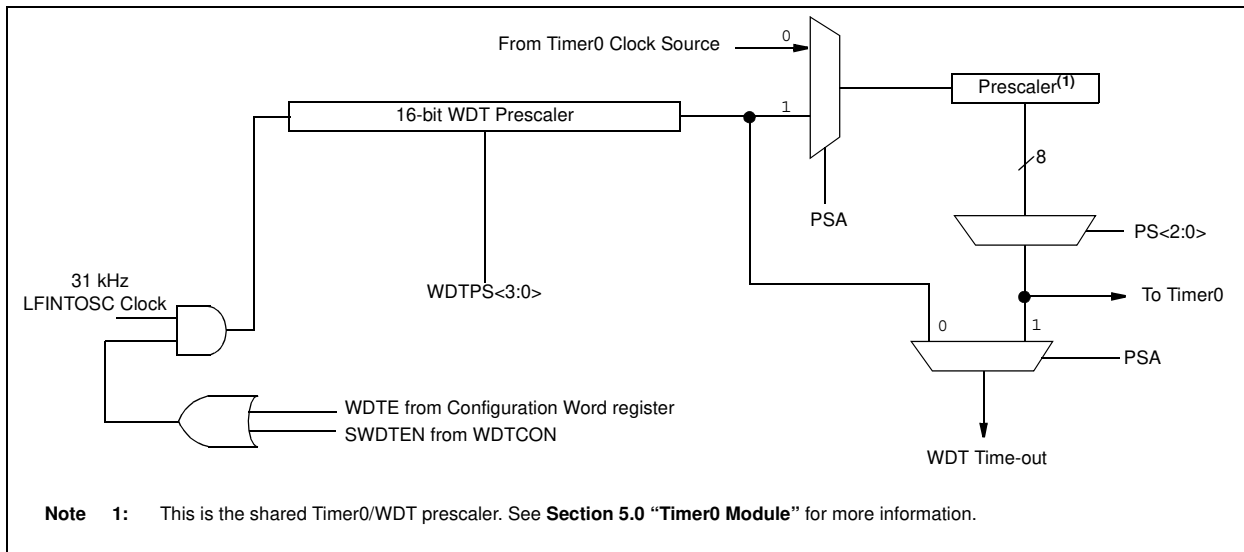 From Timer0 Clock Source
0
1
Prescaler(1)
16-bit WDT Prescaler
8
PSA
PS<2:0>
31 kHz
LFINTOSC Clock
WDTPS<3:0>
To Timer0
0
1
PSA
WDTE from Configuration Word register
SWDTEN from WDTCON
WDT Time-out
Note 1: This is the shared Timer0/WDT prescaler. See Section 5.0 “Timer0 Module” for more information.